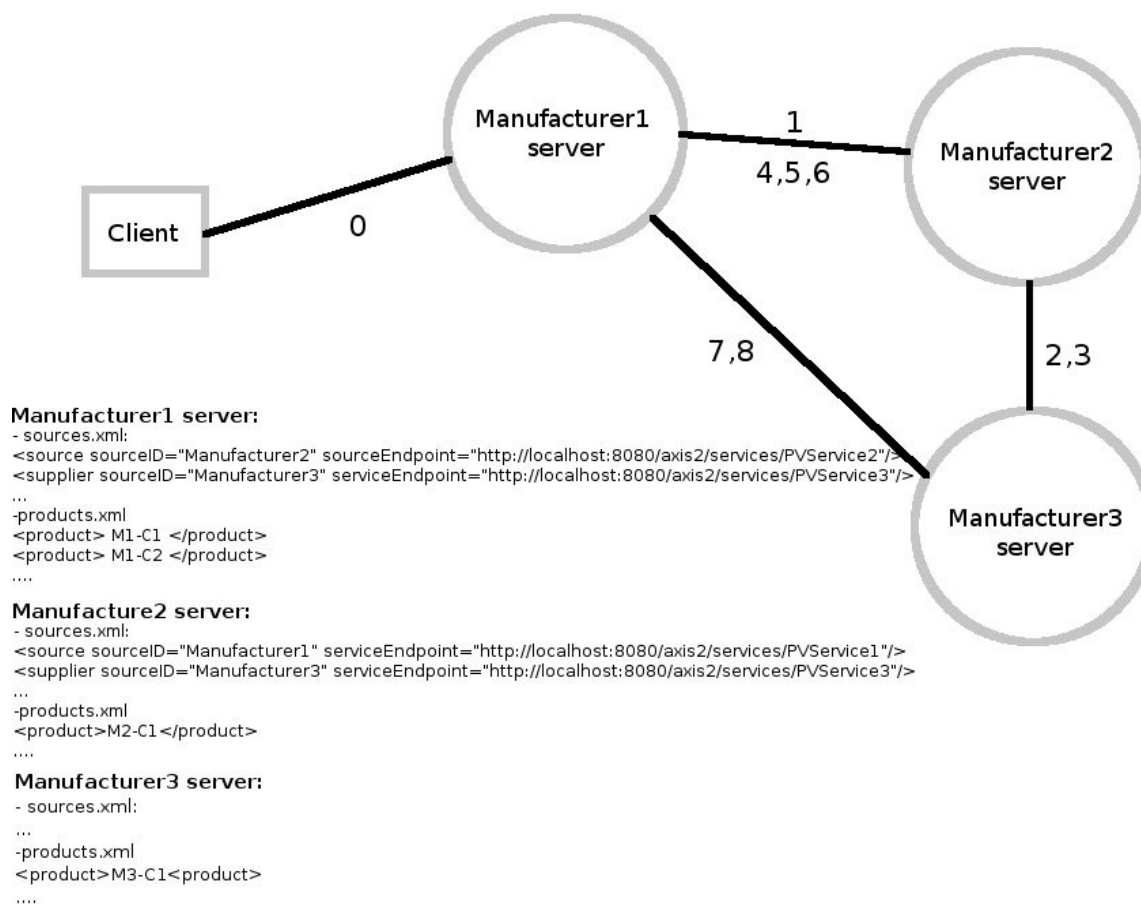 Manufacturer1
server
1
Manufacturer2
server
4,5,6
Client
0
7,8
2,3
Manufacturer3
server
Manufacturer1 server:
- sources.xml:
<source sourceID="Manufacturer2" sourceEndpoint="http://localhost:8080/axis2/services/PVService2"/>
<supplier sourceID="Manufacturer3" serviceEndpoint="http://localhost:8080/axis2/services/PVService3"/>
...
-products.xml
<product> M1-C1 </product>
<product> M1-C2 </product>
....
Manufacture2 server:
- sources.xml:
<source sourceID="Manufacturer1" serviceEndpoint="http://localhost:8080/axis2/services/PVService1"/>
<supplier sourceID="Manufacturer3" serviceEndpoint="http://localhost:8080/axis2/services/PVService3"/>
...
-products.xml
<product>M2-C1</product>
....
Manufacturer3 server:
- sources.xml:
...
-products.xml
<product>M3-C1<product>
....